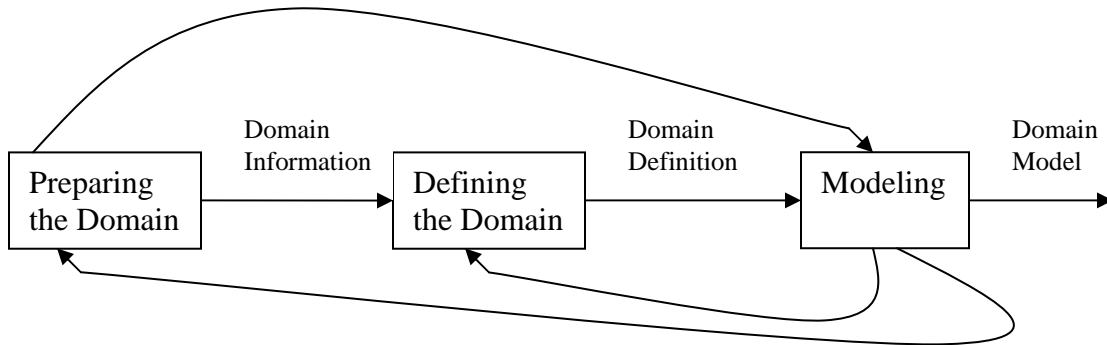 Domain
Information
Domain
Definition
Domain
Model
Preparing
the Domain
Defining
the Domain
Modeling